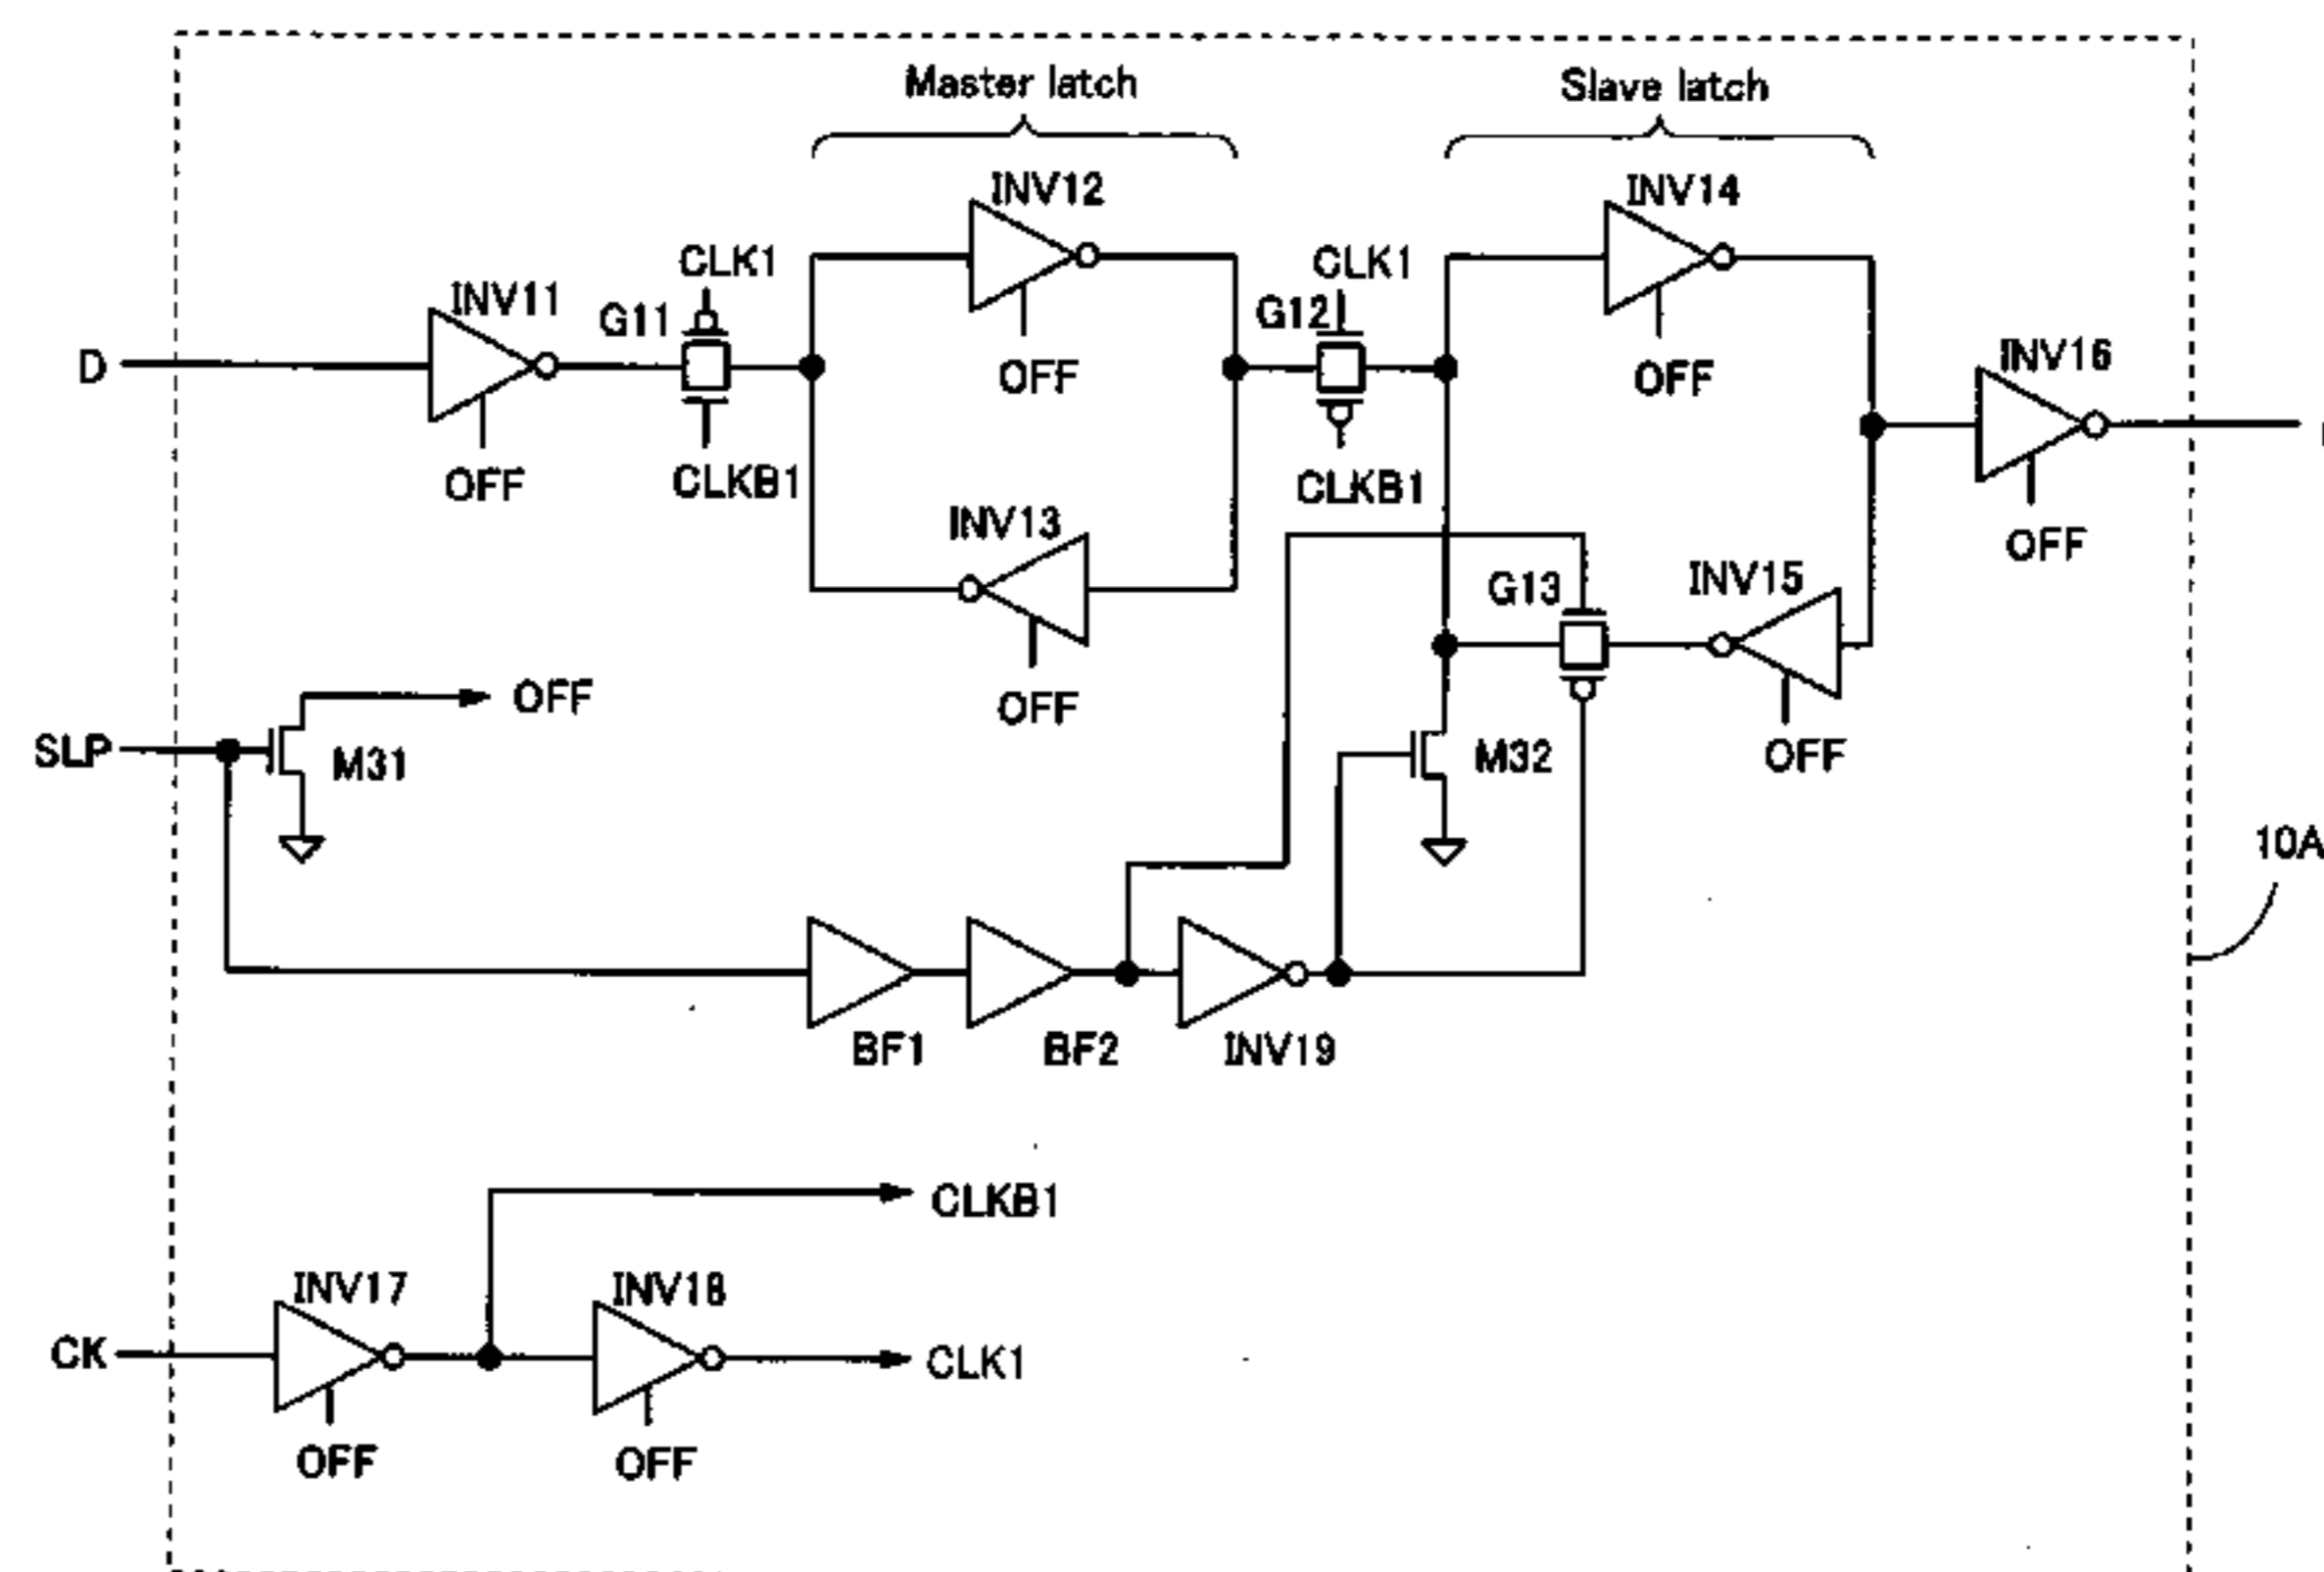 Master latch
Slave latch
INV12
INV14
CLK1
CLK1
INV11
G11
G12
INV16
D
OFF
OFF
OFF
CLKB1
CLKB1
INV13
OFF
G13
INV15
OFF
OFF
SLP
M31
M32
OFF
10A
BF1
BF2
INV19
CLKB1
INV17
INV18
CK
CLK1
OFF
OFF